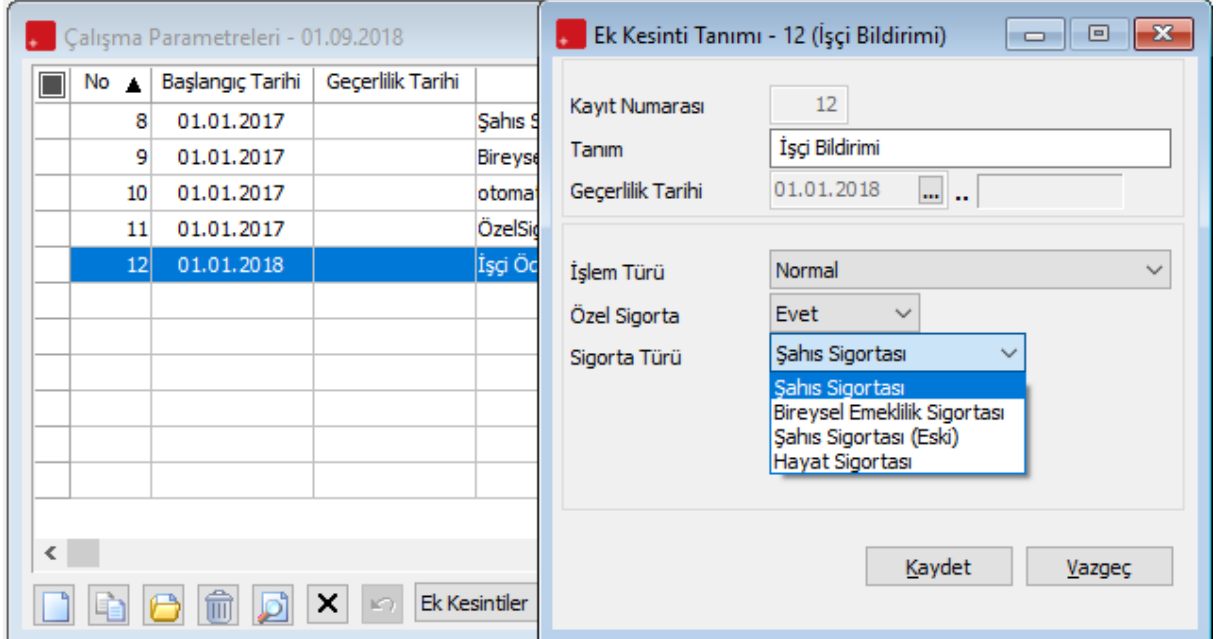 Çalışma Parametreleri - 01.09.2018
No Başlangıç Tarihi Geçerlilik Tarihi
8 01.01.2017 Şahıs
9 01.01.2017
10 01.01.2017
11 01.01.2017
12 01.01.2018 İşçi
Ek Kesintiler
Ek Kesinti Tanımı - 12 (İşçi Bildirimi)
Kayıt Numarası 12
Tanım İşçi Bildirimi
Geçerlilik Tarihi 01.01.2018 ... ..
İşlem Türü Normal
Özel Sigorta Evet
Sigorta Türü Şahıs Sigortası
Şahıs Sigortası
Bireysel Emeklilik Sigortası
Şahıs Sigortası (Eski)
Hayat Sigortası
Kaydet Vazgeç